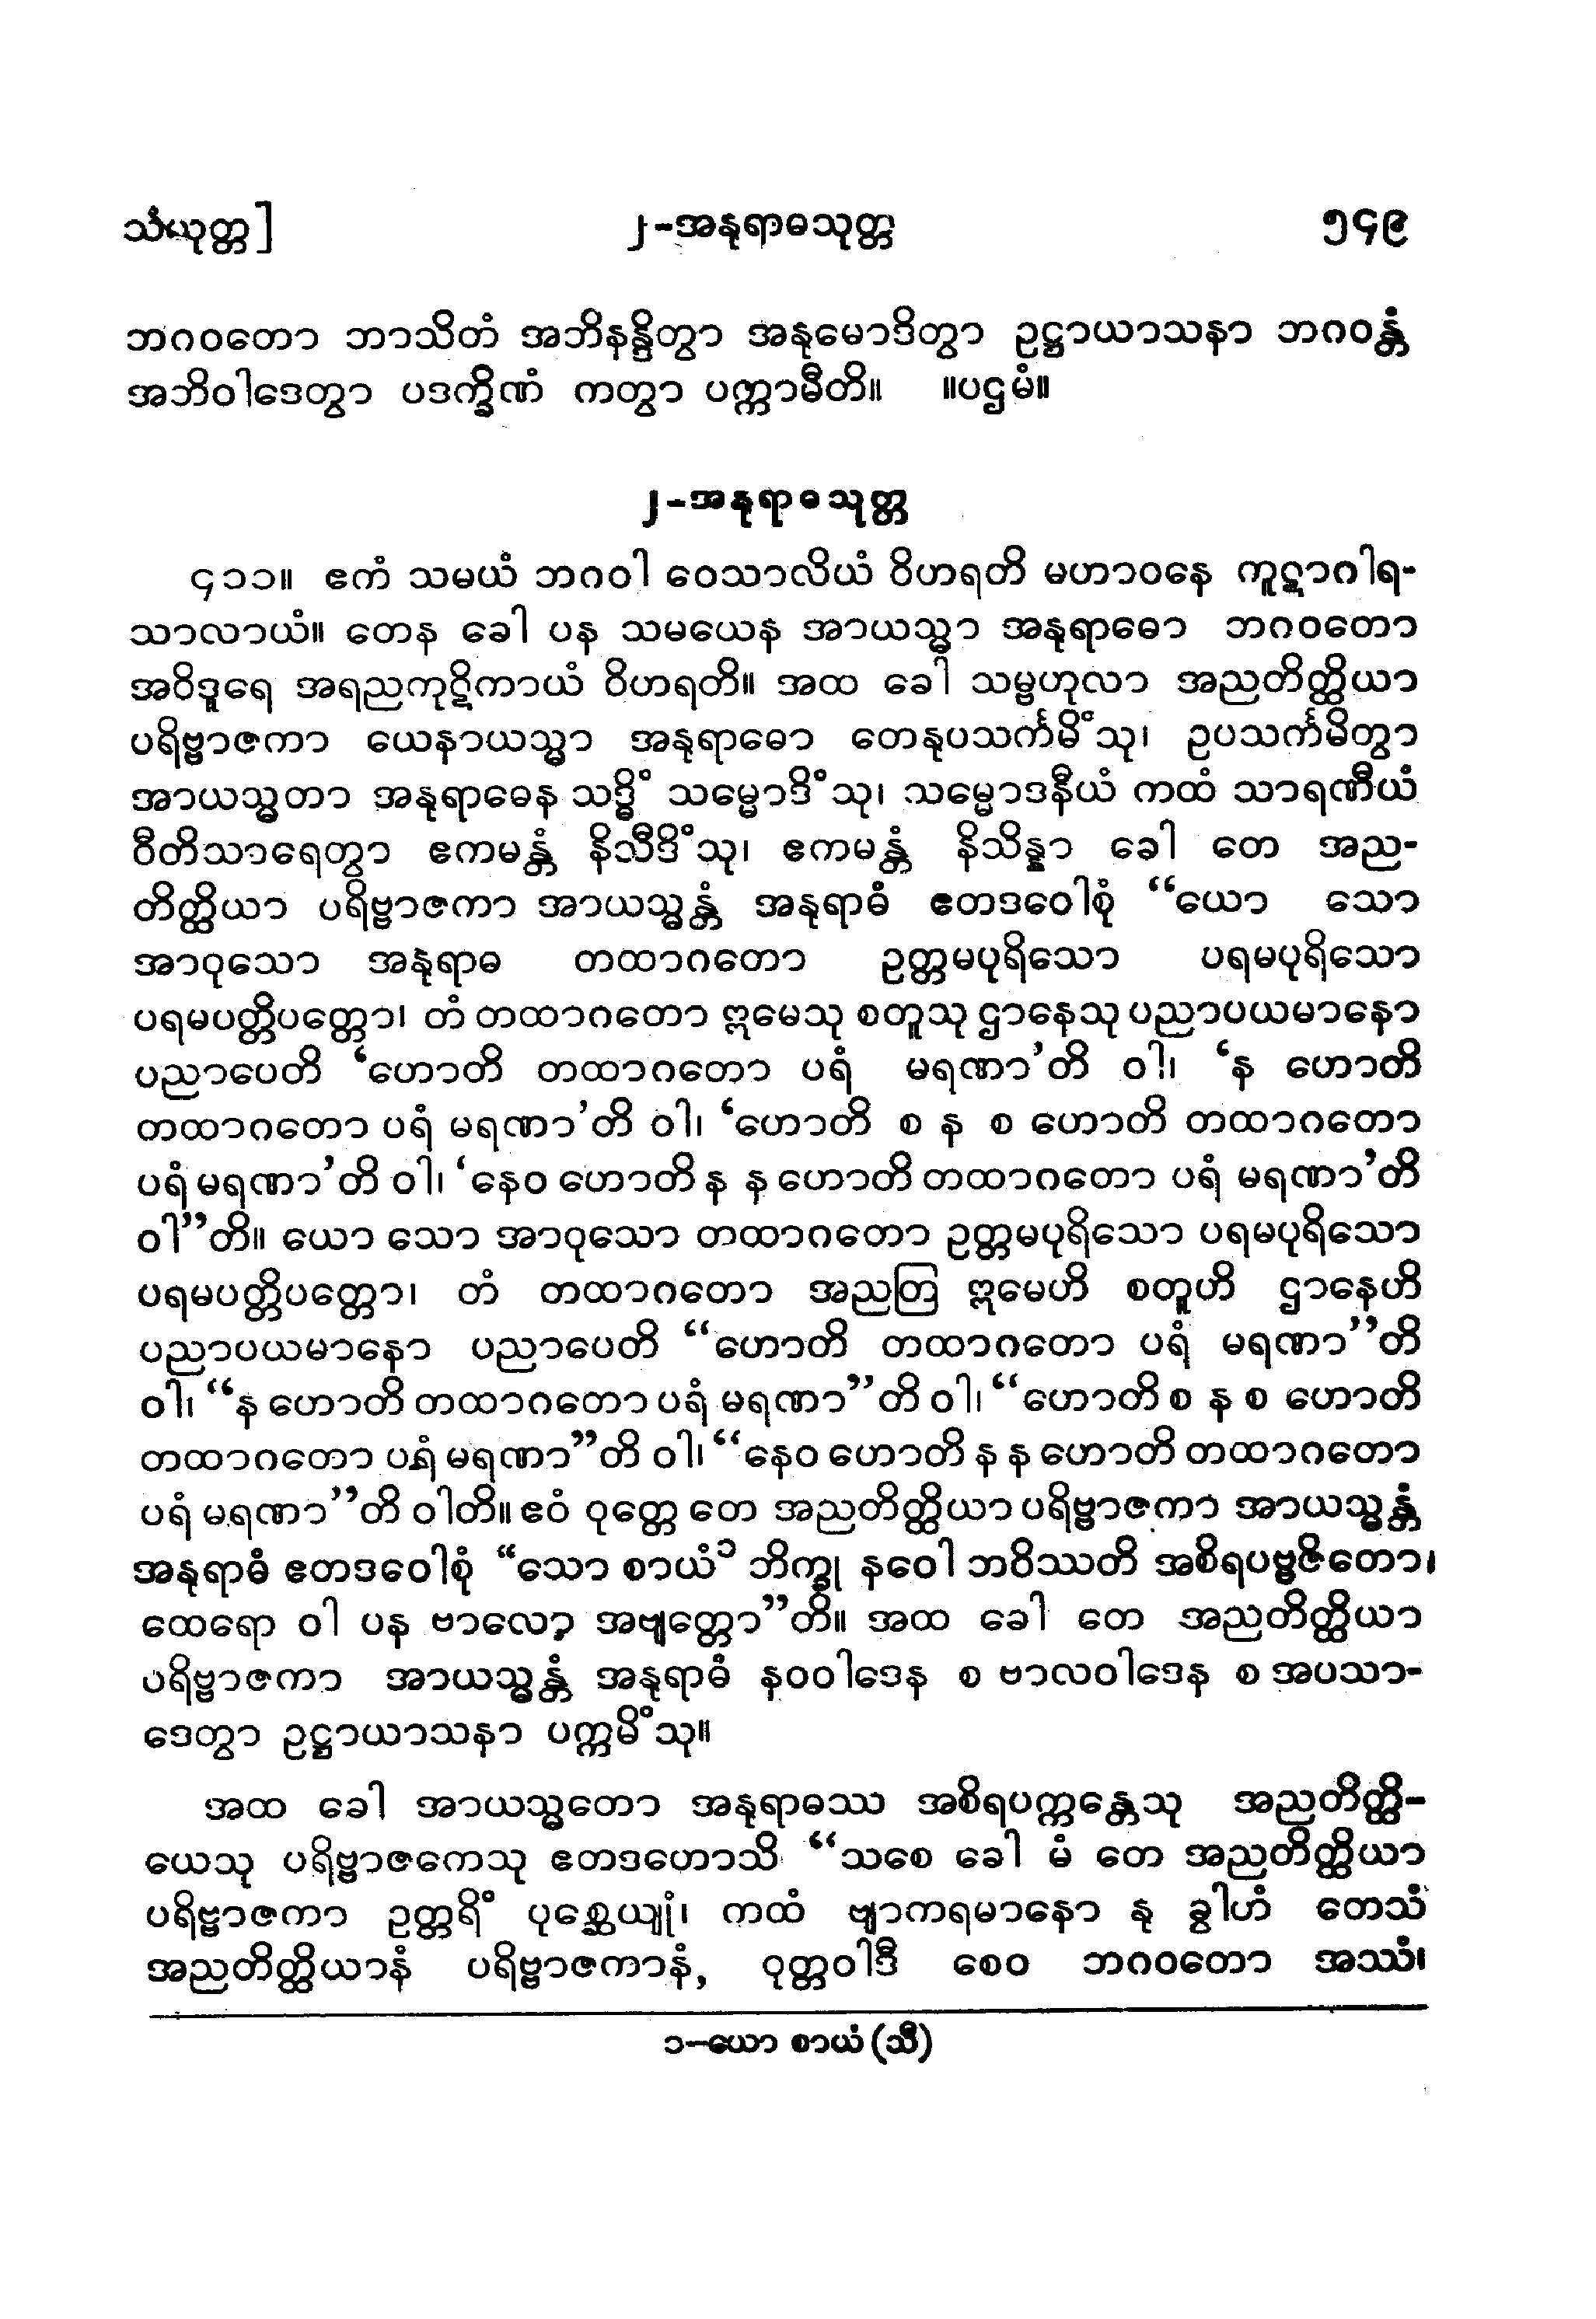 သံယုတ္တ]
၂-အနုရာဓသုတ္တ
၅၄၉
ဘဂဝတော ဘာသိတံ အဘိနန္ဒိတွာ အနုမောဒိတွာ ဥဋ္ဌာယာသနာ ဘဂဝန္တံ
အဘိဝါဒေတွာ ပဒက္ခိဏံ ကတွာ ပက္ကာမီတိ။ ။ပဌမံ။
၂-အနုရာဓသုတ္တ
၄၁၁။ ဧကံ သမယံ ဘဂဝါ ဝေသာလိယံ ဝိဟရတိ မဟာဝနေ ကူဋာဂါရ-
သာလာယံ။ တေန ခေါ ပန သမယေန အာယသ္မာ အနုရာဓော ဘဂဝတော
အဝိဒူရေ အရညကုဋိကာယံ ဝိဟရတိ။ အထ ခေါ သမ္ဗဟုလာ အညတိတ္ထိယာ
ပရိဗ္ဗာဇကာ ယေနာယသ္မာ အနုရာဓော တေနုပသင်္ကမိံသု၊ ဥပသင်္ကမိတွာ
အာယသ္မတာ အနုရာဓေန သဒ္ဓိံ သမ္မောဒိံသု၊ သမ္မောဒနီယံ ကထံ သာရဏီယံ
ဝီတိသာရေတွာ ဧကမန္တံ နိသီဒိံသု၊ ဧကမန္တံ နိသိန္နာ ခေါ တေ အည-
တိတ္ထိယာ ပရိဗ္ဗာဇကာ အာယသ္မန္တံ အနုရာဓံ ဧတဒဝေါစုံ “ယော သော
အာဝုသော အနုရာဓ တထာဂတော ဥတ္တမပုရိသော ပရမပုရိသော
ပရမပတ္တိပတ္တော၊ တံ တထာဂတော ဣမေသု စတူသု ဌာနေသု ပညာပယမာနော
ပညာပေတိ ‘ဟောတိ တထာဂတော ပရံ မရဏာ’တိ ဝါ၊ ‘န ဟောတိ
တထာဂတော ပရံ မရဏာ’တိ ဝါ၊ ‘ဟောတိ စ န စ ဟောတိ တထာဂတော
ပရံ မရဏာ’တိ ဝါ၊ ‘နေဝ ဟောတိ န န ဟောတိ တထာဂတော ပရံ မရဏာ’တိ
ဝါ”တိ။ ယော သော အာဝုသော တထာဂတော ဥတ္တမပုရိသော ပရမပုရိသော
ပရမပတ္တိပတ္တော၊ တံ တထာဂတော အညတြ ဣမေဟိ စတူဟိ ဌာနေဟိ
ပညာပယမာနော ပညာပေတိ “ဟောတိ တထာဂတော ပရံ မရဏာ”တိ
ဝါ၊ “န ဟောတိ တထာဂတော ပရံ မရဏာ”တိ ဝါ၊ “ဟောတိ စ န စ ဟောတိ
တထာဂတော ပရံ မရဏာ”တိ ဝါ၊ “နေဝ ဟောတိ န န ဟောတိ တထာဂတော
ပရံ မရဏာ”တိ ဝါတိ။ ဧဝံ ဝုတ္တေ တေ အညတိတ္ထိယာ ပရိဗ္ဗာဇကာ အာယသ္မန္တံ
အနုရာဓံ ဧတဒဝေါစုံ “သော စာယံ၁ ဘိက္ခု နဝေါ ဘဝိဿတိ အစိရပဗ္ဗဇိတော၊
ထေရော ဝါ ပန ဗာလော အဗျတ္တော”တိ။ အထ ခေါ တေ အညတိတ္ထိယာ
ပရိဗ္ဗာဇကာ အာယသ္မန္တံ အနုရာဓံ နဝဝါဒေန စ ဗာလဝါဒေန စ အပသာ-
ဒေတွာ ဥဋ္ဌာယာသနာ ပက္ကမိံသု။
အထ ခေါ အာယသ္မတော အနုရာဓဿ အစိရပက္ကန္တေသု အညတိတ္ထိ-
ယေသု ပရိဗ္ဗာဇကေသု ဧတဒဟောသိ “သစေ ခေါ မံ တေ အညတိတ္ထိယာ
ပရိဗ္ဗာဇကာ ဥတ္တရိံ ပုစ္ဆေယျုံ၊ ကထံ ဗျာကရမာနော နု ခွါဟံ တေသံ
အညတိတ္ထိယာနံ ပရိဗ္ဗာဇကာနံ, ဝုတ္တဝါဒီ စေဝ ဘဂဝတော အဿံ၊
၁-ယော စာယံ (သီ)